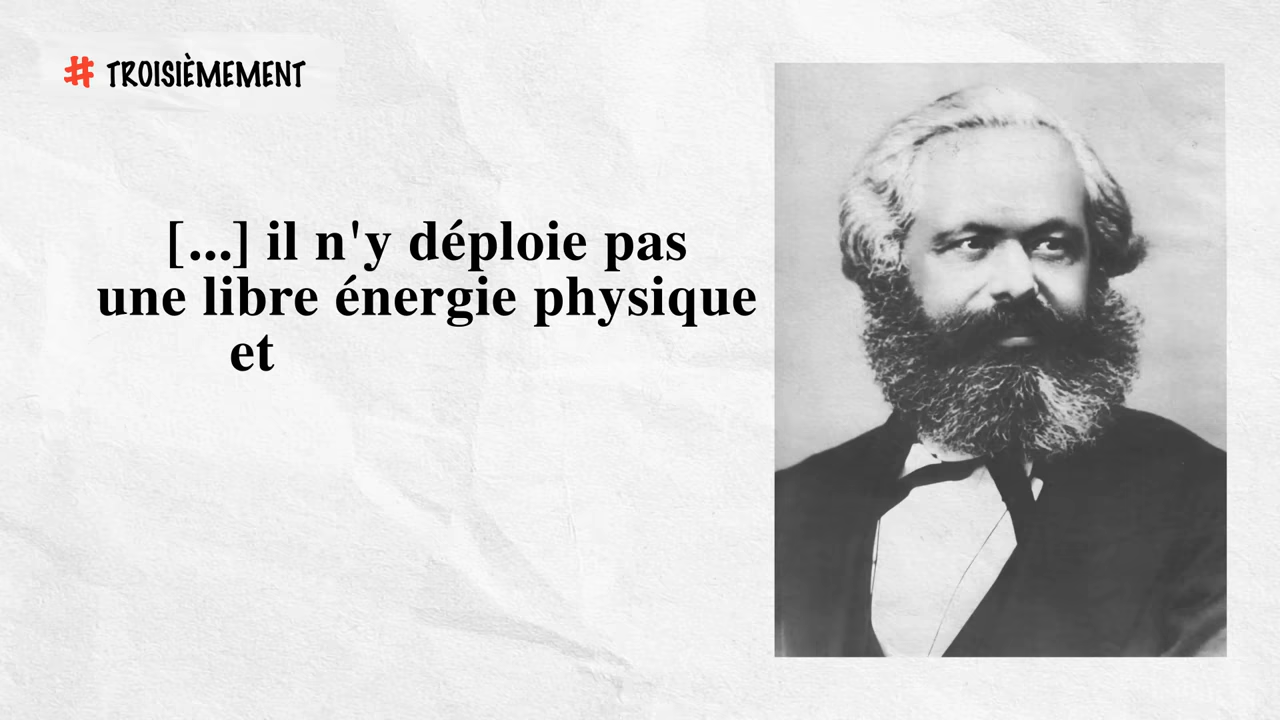 # TROISIÈMEMENT
[...] il n'y déploie pas
une libre énergie physique
et